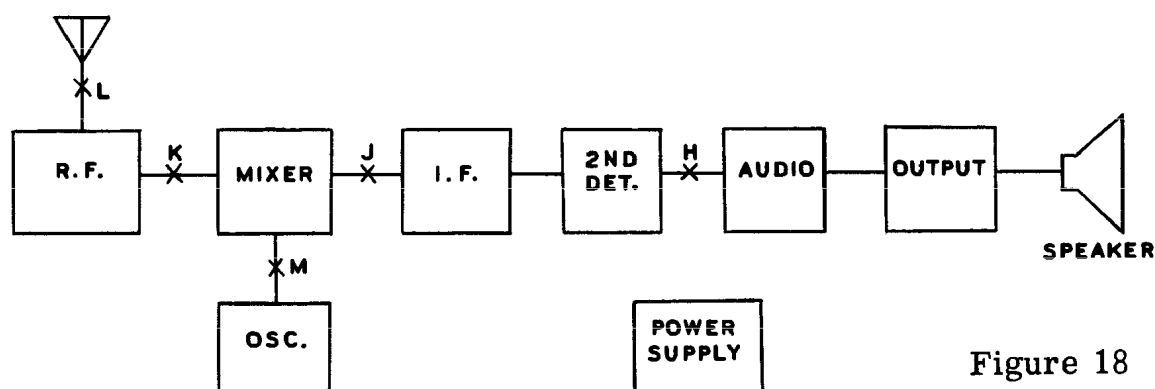 L
R.F.
K
MIXER
J
I.F.
2ND
DET.
H
AUDIO
OUTPUT
SPEAKER
M
OSC.
POWER
SUPPLY
Figure 18